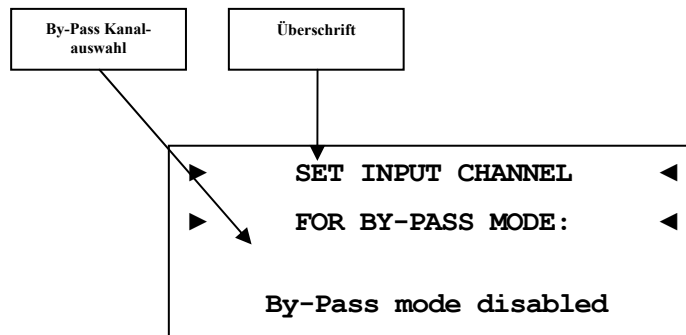 By-Pass Kanal-
auswahl
Überschrift
► SET INPUT CHANNEL ◄
► FOR BY-PASS MODE: ◄
By-Pass mode disabled